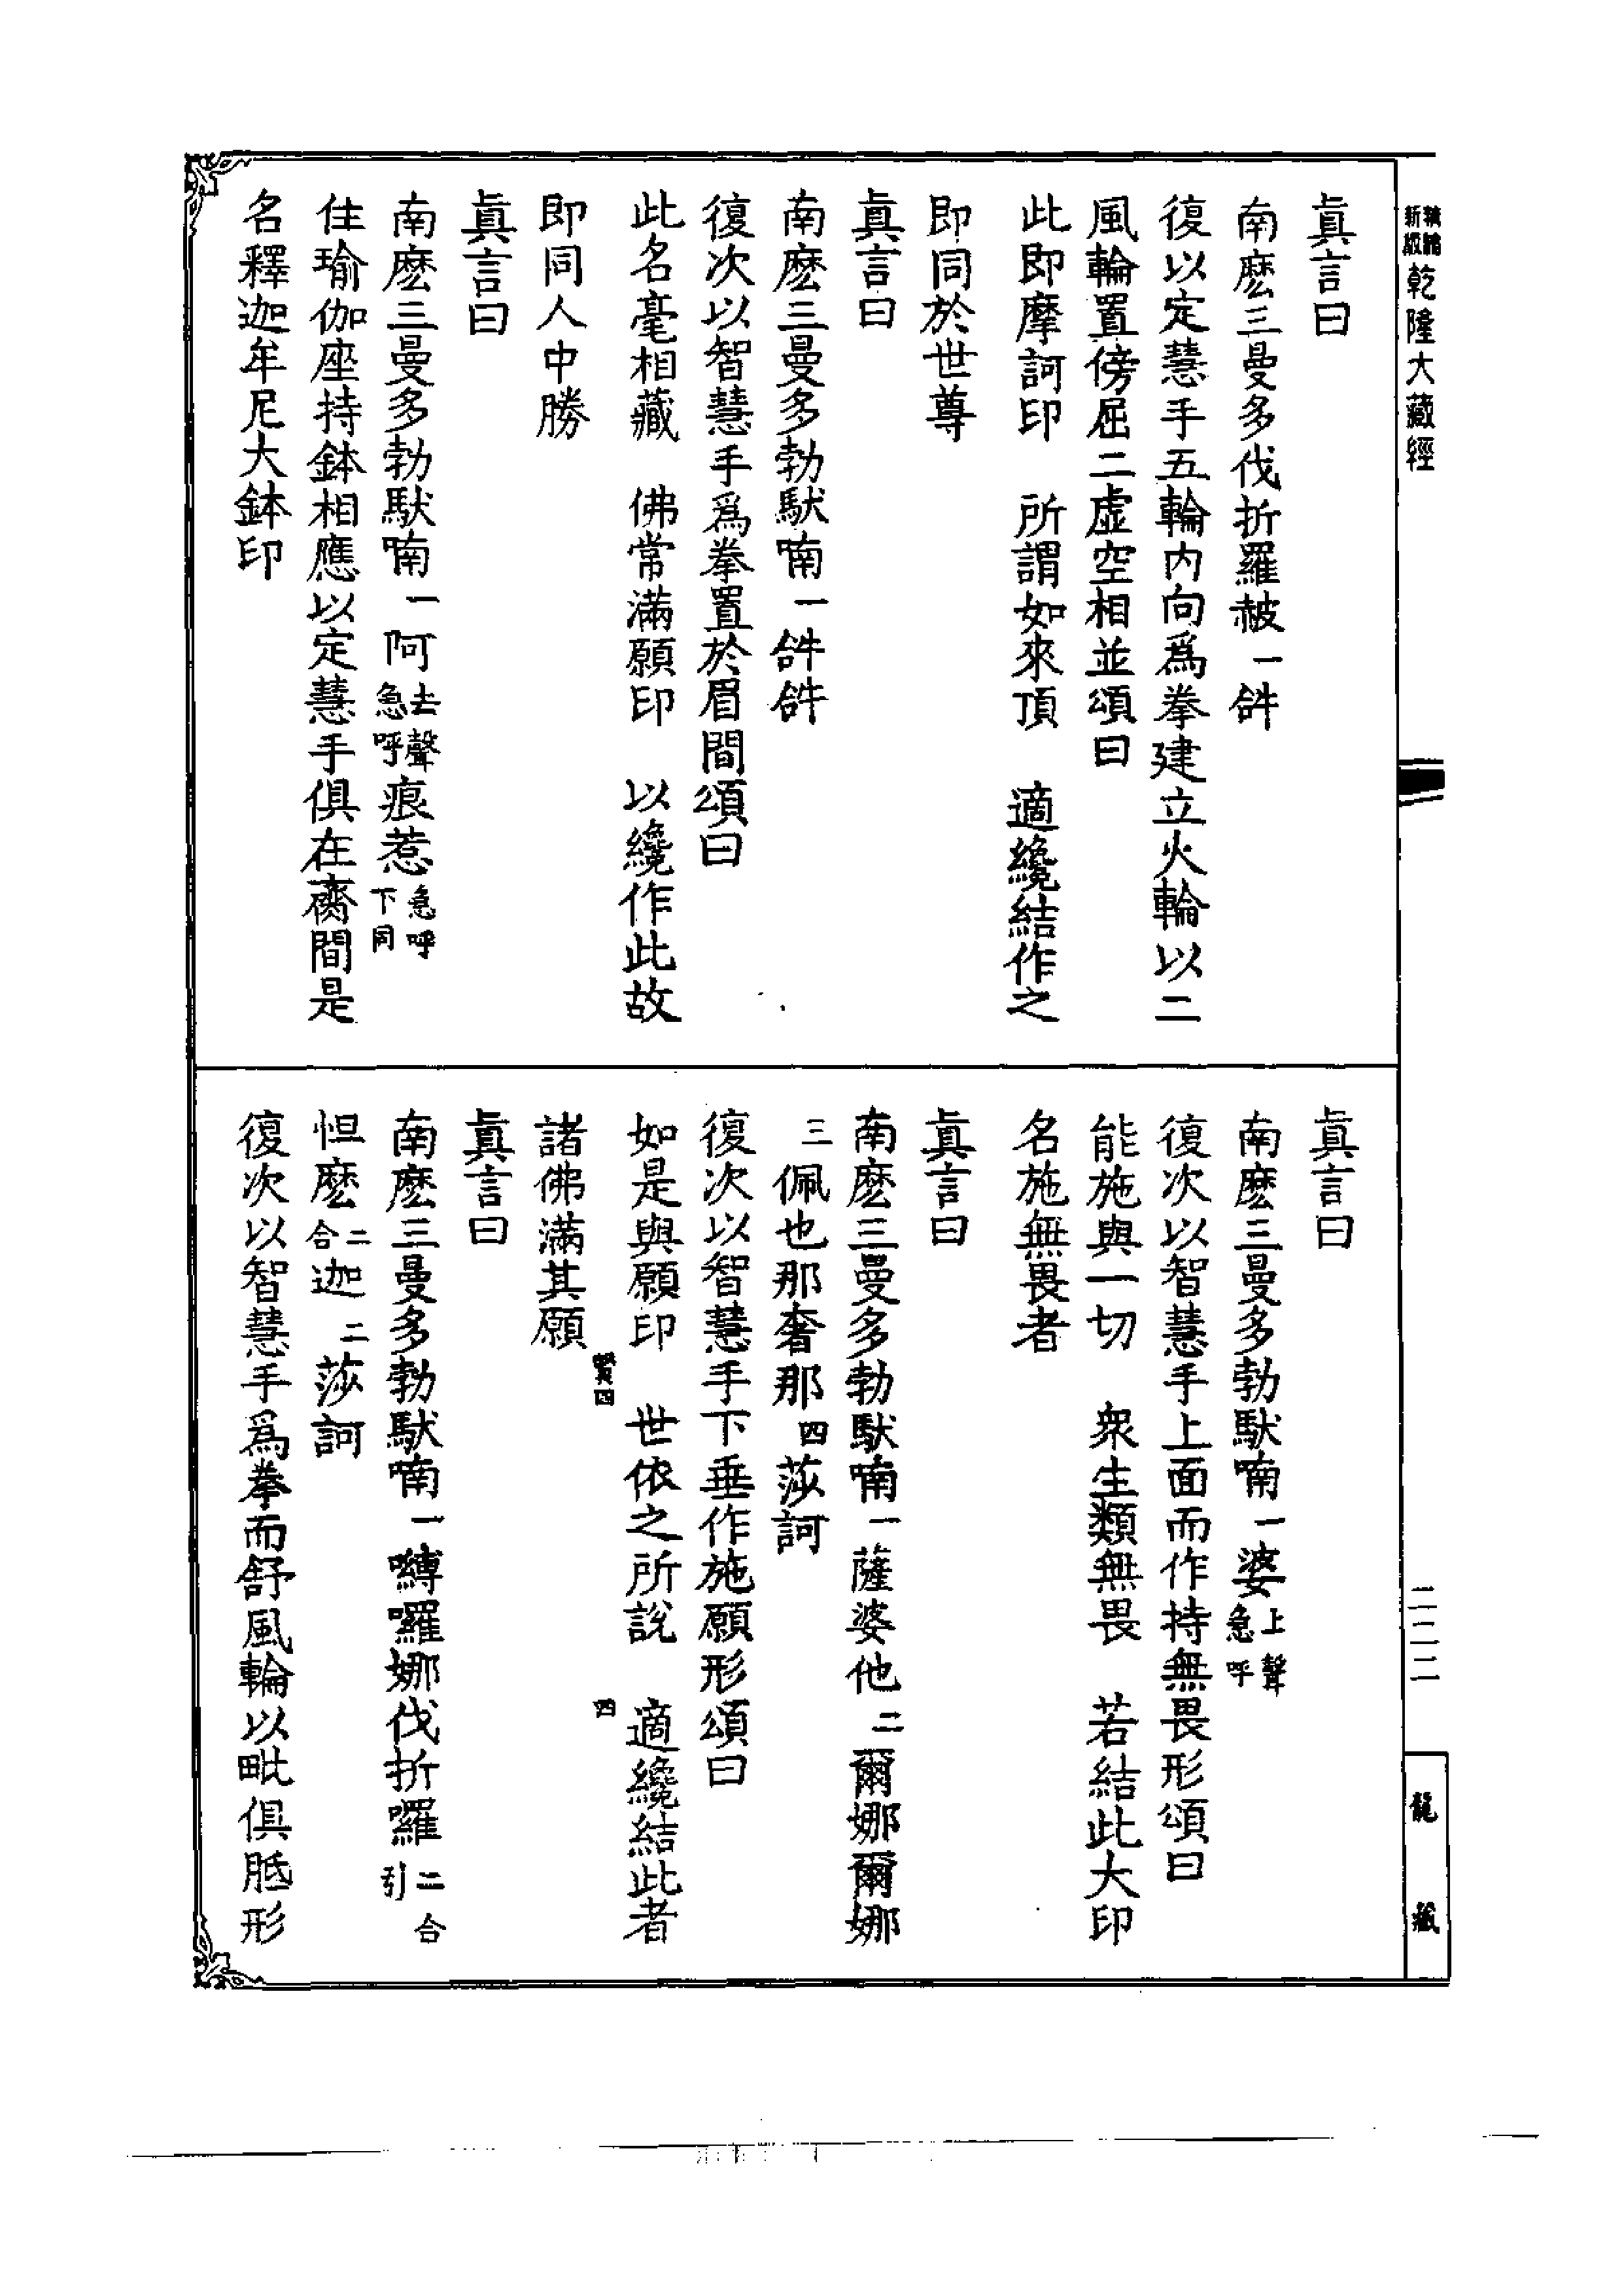 新編縮級乾隆大藏經
眞言曰
南麽三曼多伐折羅赧一𤙖
復以定慧手五輪内向爲拳建立火輪以二
風輪置傍屈二虛空相並頌曰
此即摩訶印　所謂如來頂　適纔結作之
即同於世尊
眞言曰
南麽三曼多勃馱喃一𤙖𤙖
復次以智慧手爲拳置於眉間頌曰
此名毫相藏　佛常滿願印　以纔作此故
即同人中勝
眞言曰
南麽三曼多勃馱喃一阿去聲急呼痕惹急呼下同
住瑜伽座持鉢相應以定慧手俱在臍間是
名釋迦牟尼大鉢印
眞言曰
南麽三曼多勃馱喃一婆上聲急呼
復次以智慧手上面而作持無畏形頌曰
能施與一切　衆生類無畏　若結此大印
名施無畏者
眞言曰
南麽三曼多勃馱喃一薩婆他二爾娜爾娜
三佩也那奢那四莎訶
復次以智慧手下垂作施願形頌曰
如是與願印　世依之所說　適纔結此者
賢四　四
諸佛滿其願
眞言曰
南麽三曼多勃馱喃一嚩囉娜伐折囉二合引
怛麽二合迦二莎訶
復次以智慧手爲拳而舒風輪以毗俱胝形
二二二
龍藏